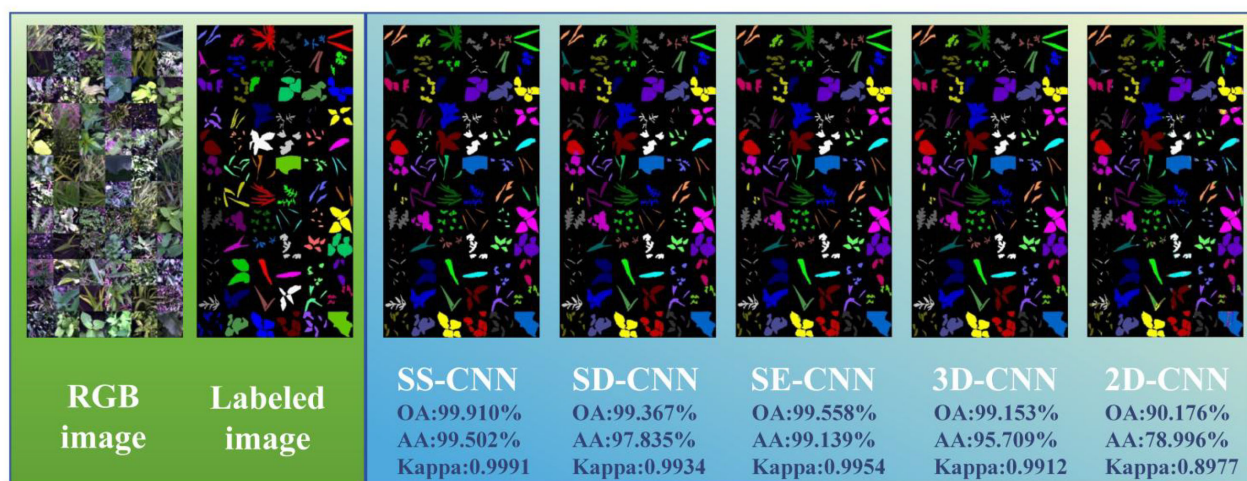 RGB
image
Labeled
image
SS-CNN
OA:99.910%
AA:99.502%
Kappa:0.9991
SD-CNN
OA:99.367%
AA:97.835%
Kappa:0.9934
SE-CNN
OA:99.558%
AA:99.139%
Kappa:0.9954
3D-CNN
OA:99.153%
AA:95.709%
Kappa:0.9912
2D-CNN
OA:90.176%
AA:78.996%
Kappa:0.8977